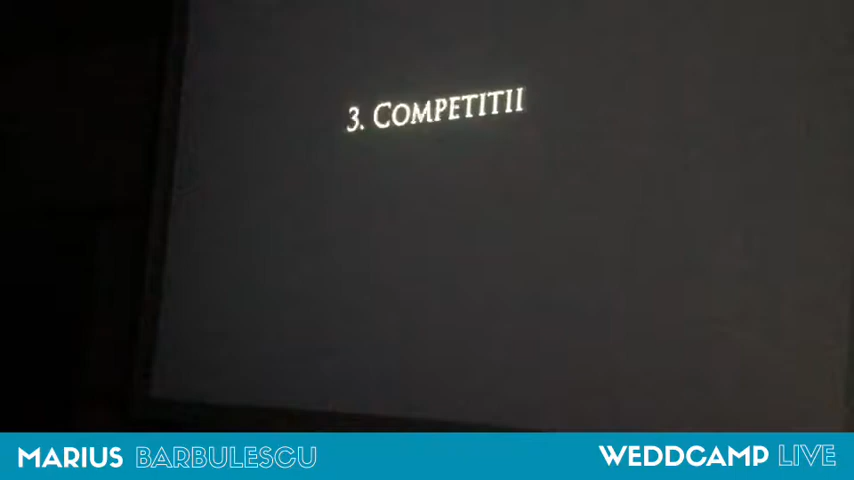 3. COMPETITII
MARIUS BARBULESCU
WEDDCAMP LIVE